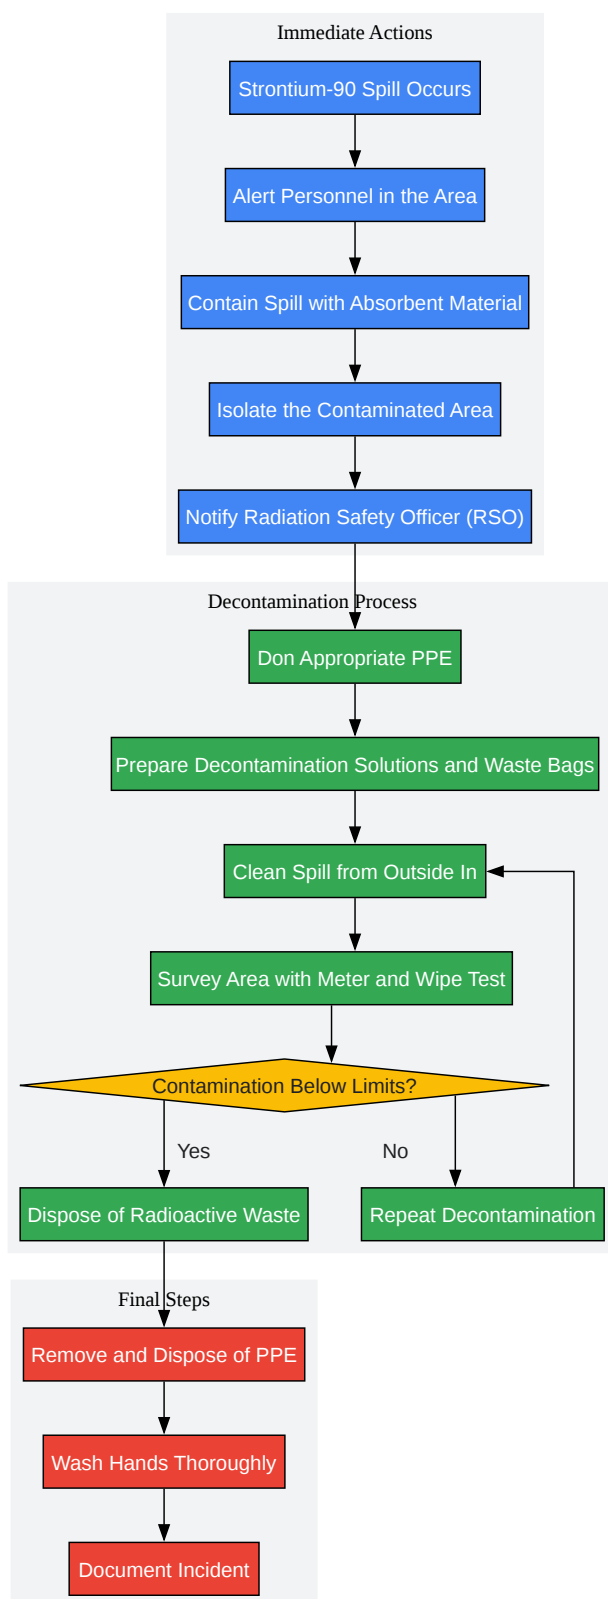 Immediate Actions
Strontium-90 Spill Occurs
Alert Personnel in the Area
Contain Spill with Absorbent Material
Isolate the Contaminated Area
Notify Radiation Safety Officer (RSO)
Decontamination Process
Don Appropriate PPE
Prepare Decontamination Solutions and Waste Bags
Clean Spill from Outside In
Survey Area with Meter and Wipe Test
Contamination Below Limits?
Yes
No
Dispose of Radioactive Waste
Repeat Decontamination
Final Steps
Remove and Dispose of PPE
Wash Hands Thoroughly
Document Incident